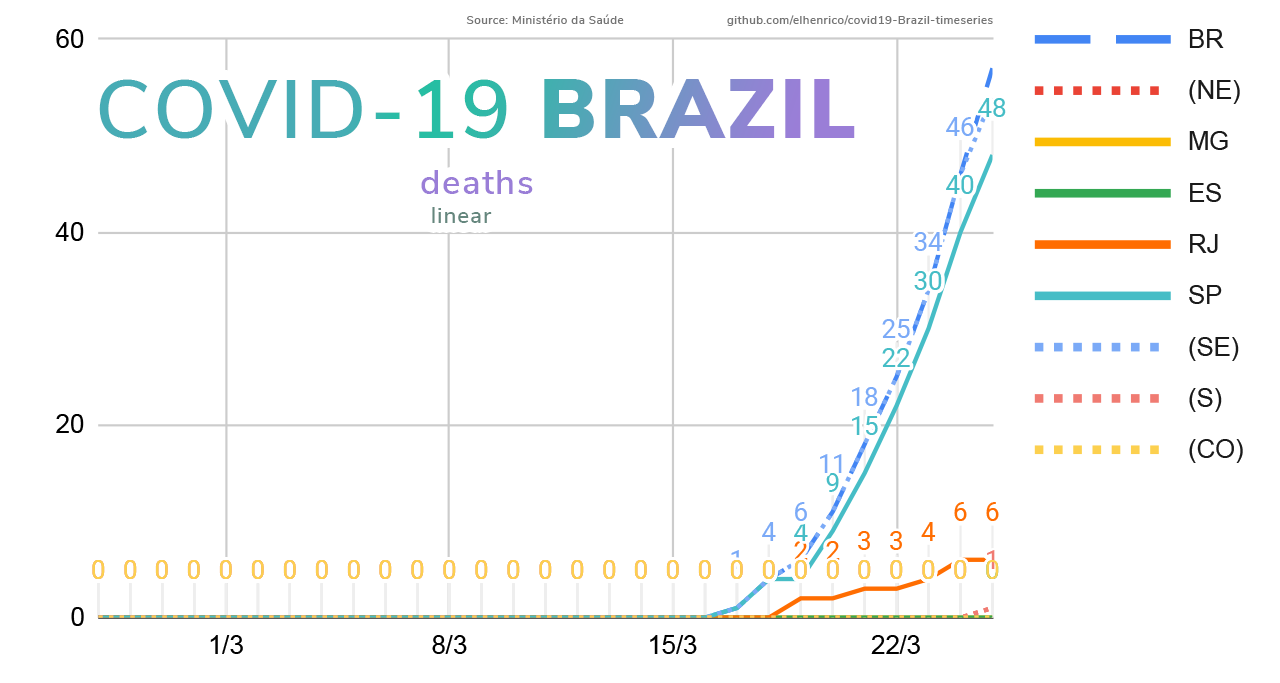 Source: Ministério da Saúde github.com/elhenrico/covid19-Brazil-timeseries
COVID-19 BRAZIL
deaths
linear
60
40
20
0
48
46
40
34
30
25
22
18
15
11
9
6 6 6
4 4 3 3 4
1 2 2 1
0 0 0 0 0 0 0 0 0 0 0 0 0 0 0 0 0 0 0 0 0 0 0 0 0 0 0 0 0
1/3 8/3 15/3 22/3
BR
(NE)
MG
ES
RJ
SP
(SE)
(S)
(CO)